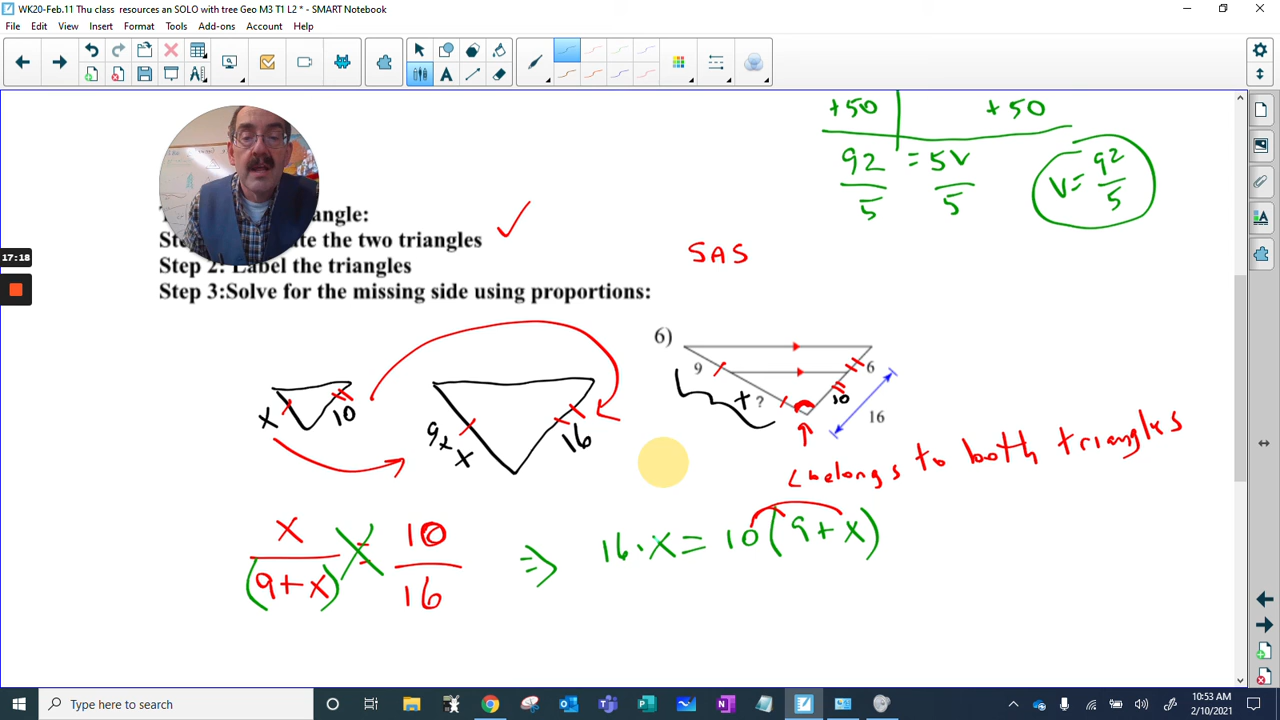 WK20-Feb.11 Thu class resources an SOLO with tree Geo M3 T1 L2 * - SMART Notebook
File Edit View Insert Format Tools Add-ons Account Help
+50 +50
92 = 5V
5 5
V= 92
5
17:18
angle:
the two triangles
Step 2: Label the triangles
Step 3:Solve for the missing side using proportions:
SAS
6)
9
6
x ?
10
16
x
10
9+
x
16
<belongs to both triangles
x = 10
(9+x) 16
⇒ 16·x = 10(9+x)
Type here to search
10:53 AM
2/10/2021